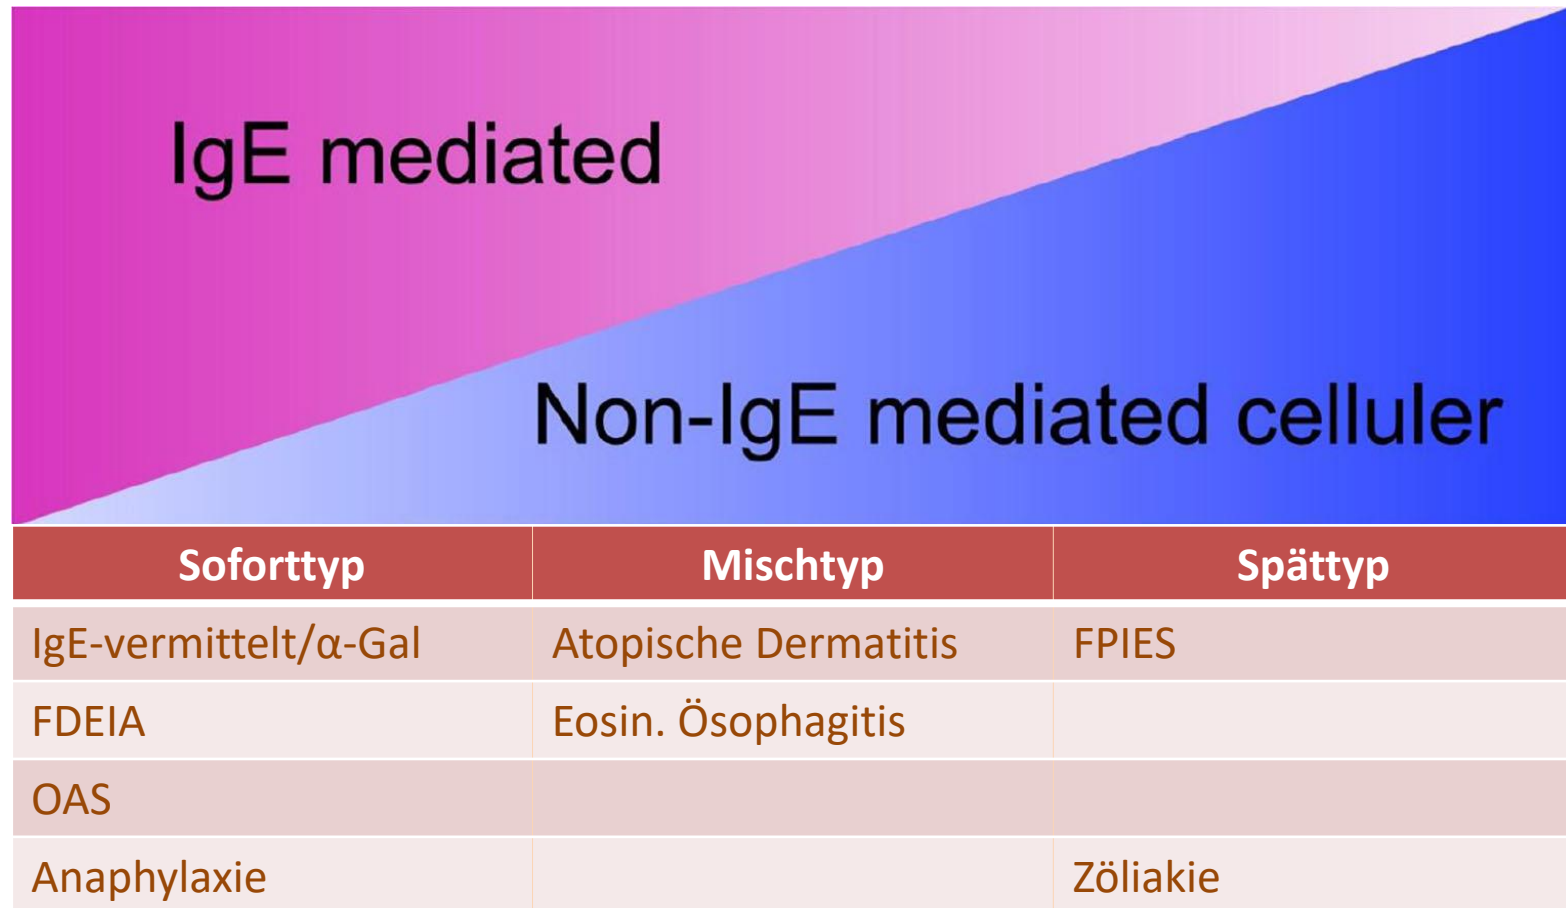 IgE mediated
Non-IgE mediated celluler
Soforttyp Mischtyp Spättyp
IgE-vermittelt/α-Gal Atopische Dermatitis FPIES
FDEIA Eosin. Ösophagitis
OAS
Anaphylaxie Zöliakie